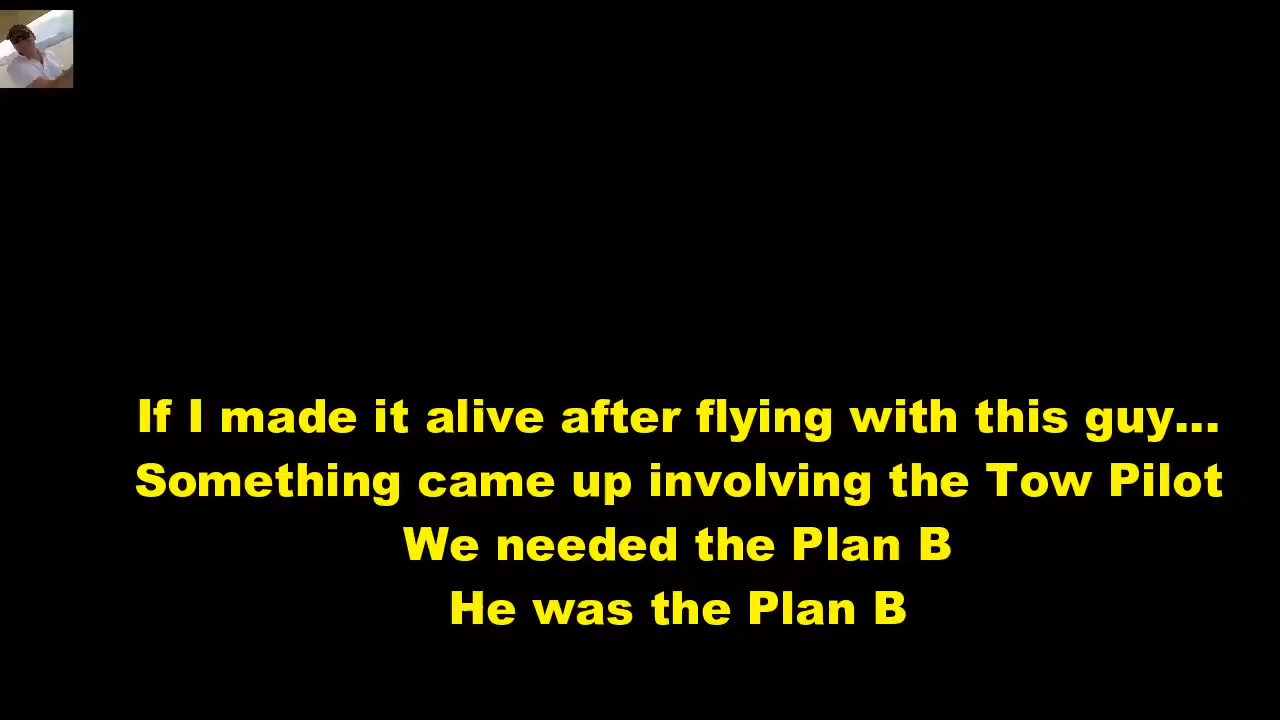 If I made it alive after flying with this guy...
Something came up involving the Tow Pilot
We needed the Plan B
He was the Plan B